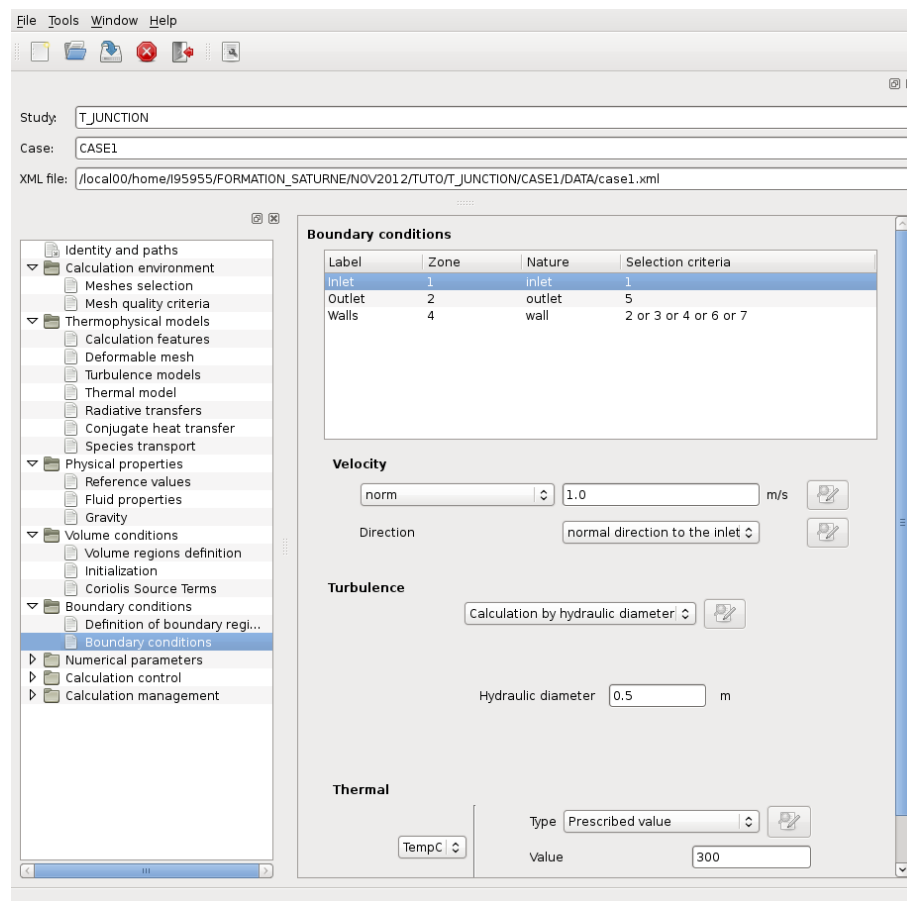 File Tools Window Help
Study: T_JUNCTION
Case: CASE1
XML file: /local00/home/I95955/FORMATION_SATURNE/NOV2012/TUTO/T_JUNCTION/CASE1/DATA/case1.xml
Identity and paths
Calculation environment
Meshes selection
Mesh quality criteria
Thermophysical models
Calculation features
Deformable mesh
Turbulence models
Thermal model
Radiative transfers
Conjugate heat transfer
Species transport
Physical properties
Reference values
Fluid properties
Gravity
Volume conditions
Volume regions definition
Initialization
Coriolis Source Terms
Boundary conditions
Definition of boundary regi...
Boundary conditions
Numerical parameters
Calculation control
Calculation management
Boundary conditions
Label Zone Nature Selection criteria
Inlet 1 inlet 1
Outlet 2 outlet 5
Walls 4 wall 2 or 3 or 4 or 6 or 7
Velocity
norm 1.0 m/s
Direction normal direction to the inlet
Turbulence
Calculation by hydraulic diameter
Hydraulic diameter 0.5 m
Thermal
Type Prescribed value
TempC
Value 300